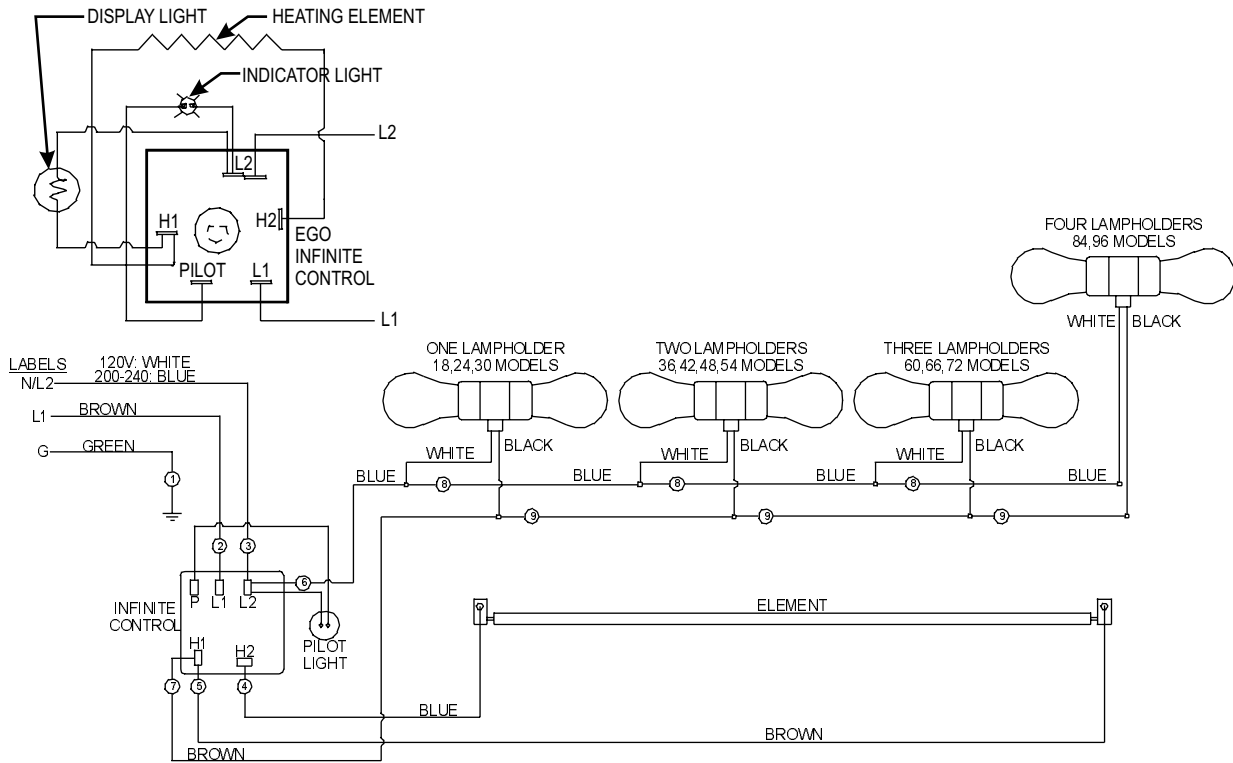 DISPLAY LIGHT
HEATING ELEMENT
INDICATOR LIGHT
L2
L2
H1
H2
EGO
INFINITE
CONTROL
PILOT
L1
L1
FOUR LAMPHOLDERS
84,96 MODELS
WHITE
BLACK
ONE LAMPHOLDER
18,24,30 MODELS
TWO LAMPHOLDERS
36,42,48,54 MODELS
THREE LAMPHOLDERS
60,66,72 MODELS
LABELS
120V: WHITE
N/L2
200-240: BLUE
L1
BROWN
G
GREEN
1
WHITE
BLACK
WHITE
BLACK
WHITE
BLACK
BLUE
8
BLUE
8
BLUE
8
BLUE
9
9
9
2
3
6
P
L1
L2
INFINITE
CONTROL
PILOT
LIGHT
H1
H2
7
5
4
ELEMENT
BLUE
BROWN
BROWN